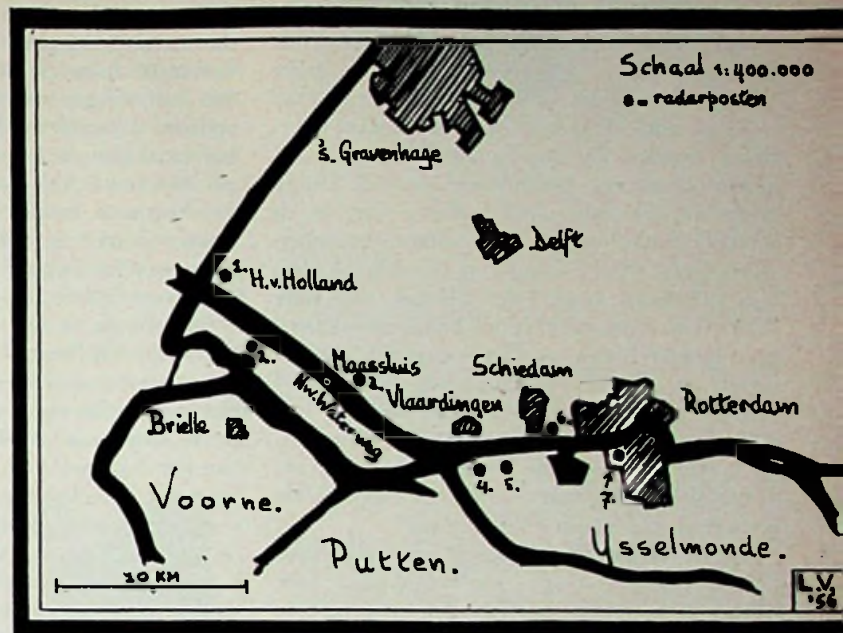 Schaal 1:400.000
●= radarposten
's. Gravenhage
Delft
1. H.v. Holland
2.
Maassluis
3.
Nw. Waterweg
Vlaardingen
Schiedam
6.
Rotterdam
Brielle
4. 5.
7.
Voorne.
Putten.
Ysselmonde.
10 KM
L.V.
'56